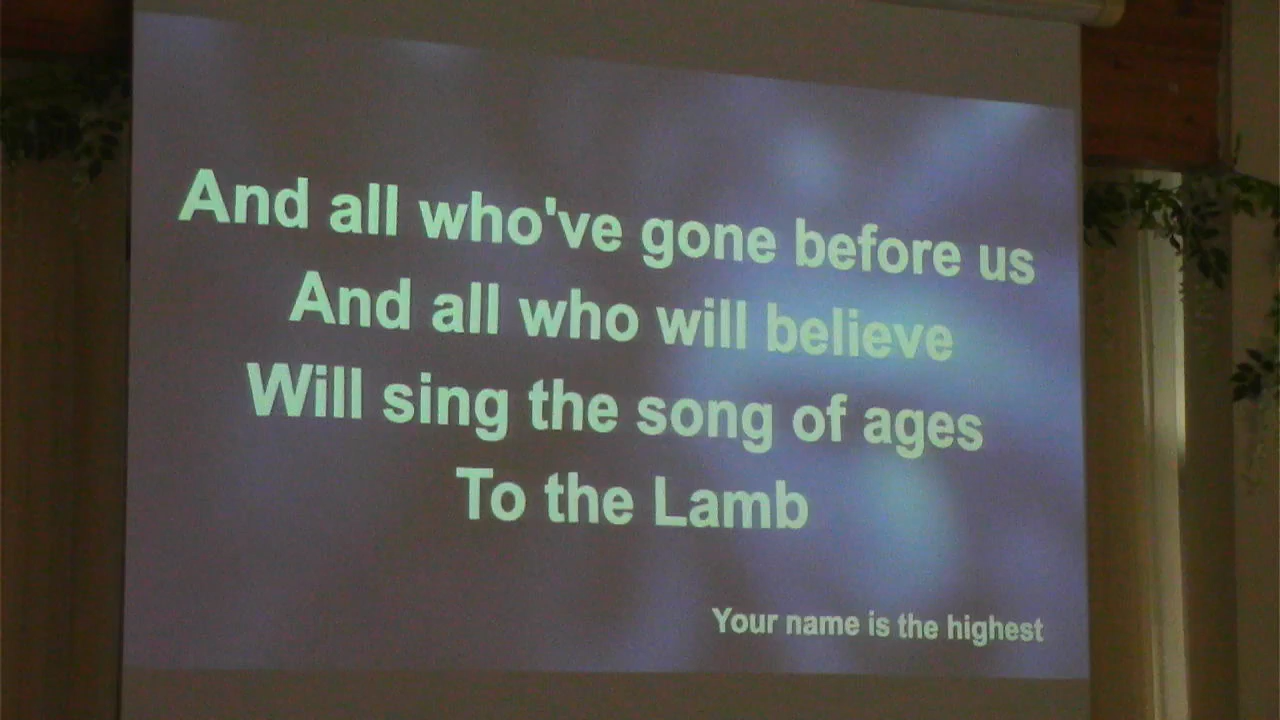 And all who've gone before us
And all who will believe
Will sing the song of ages
To the Lamb
Your name is the highest